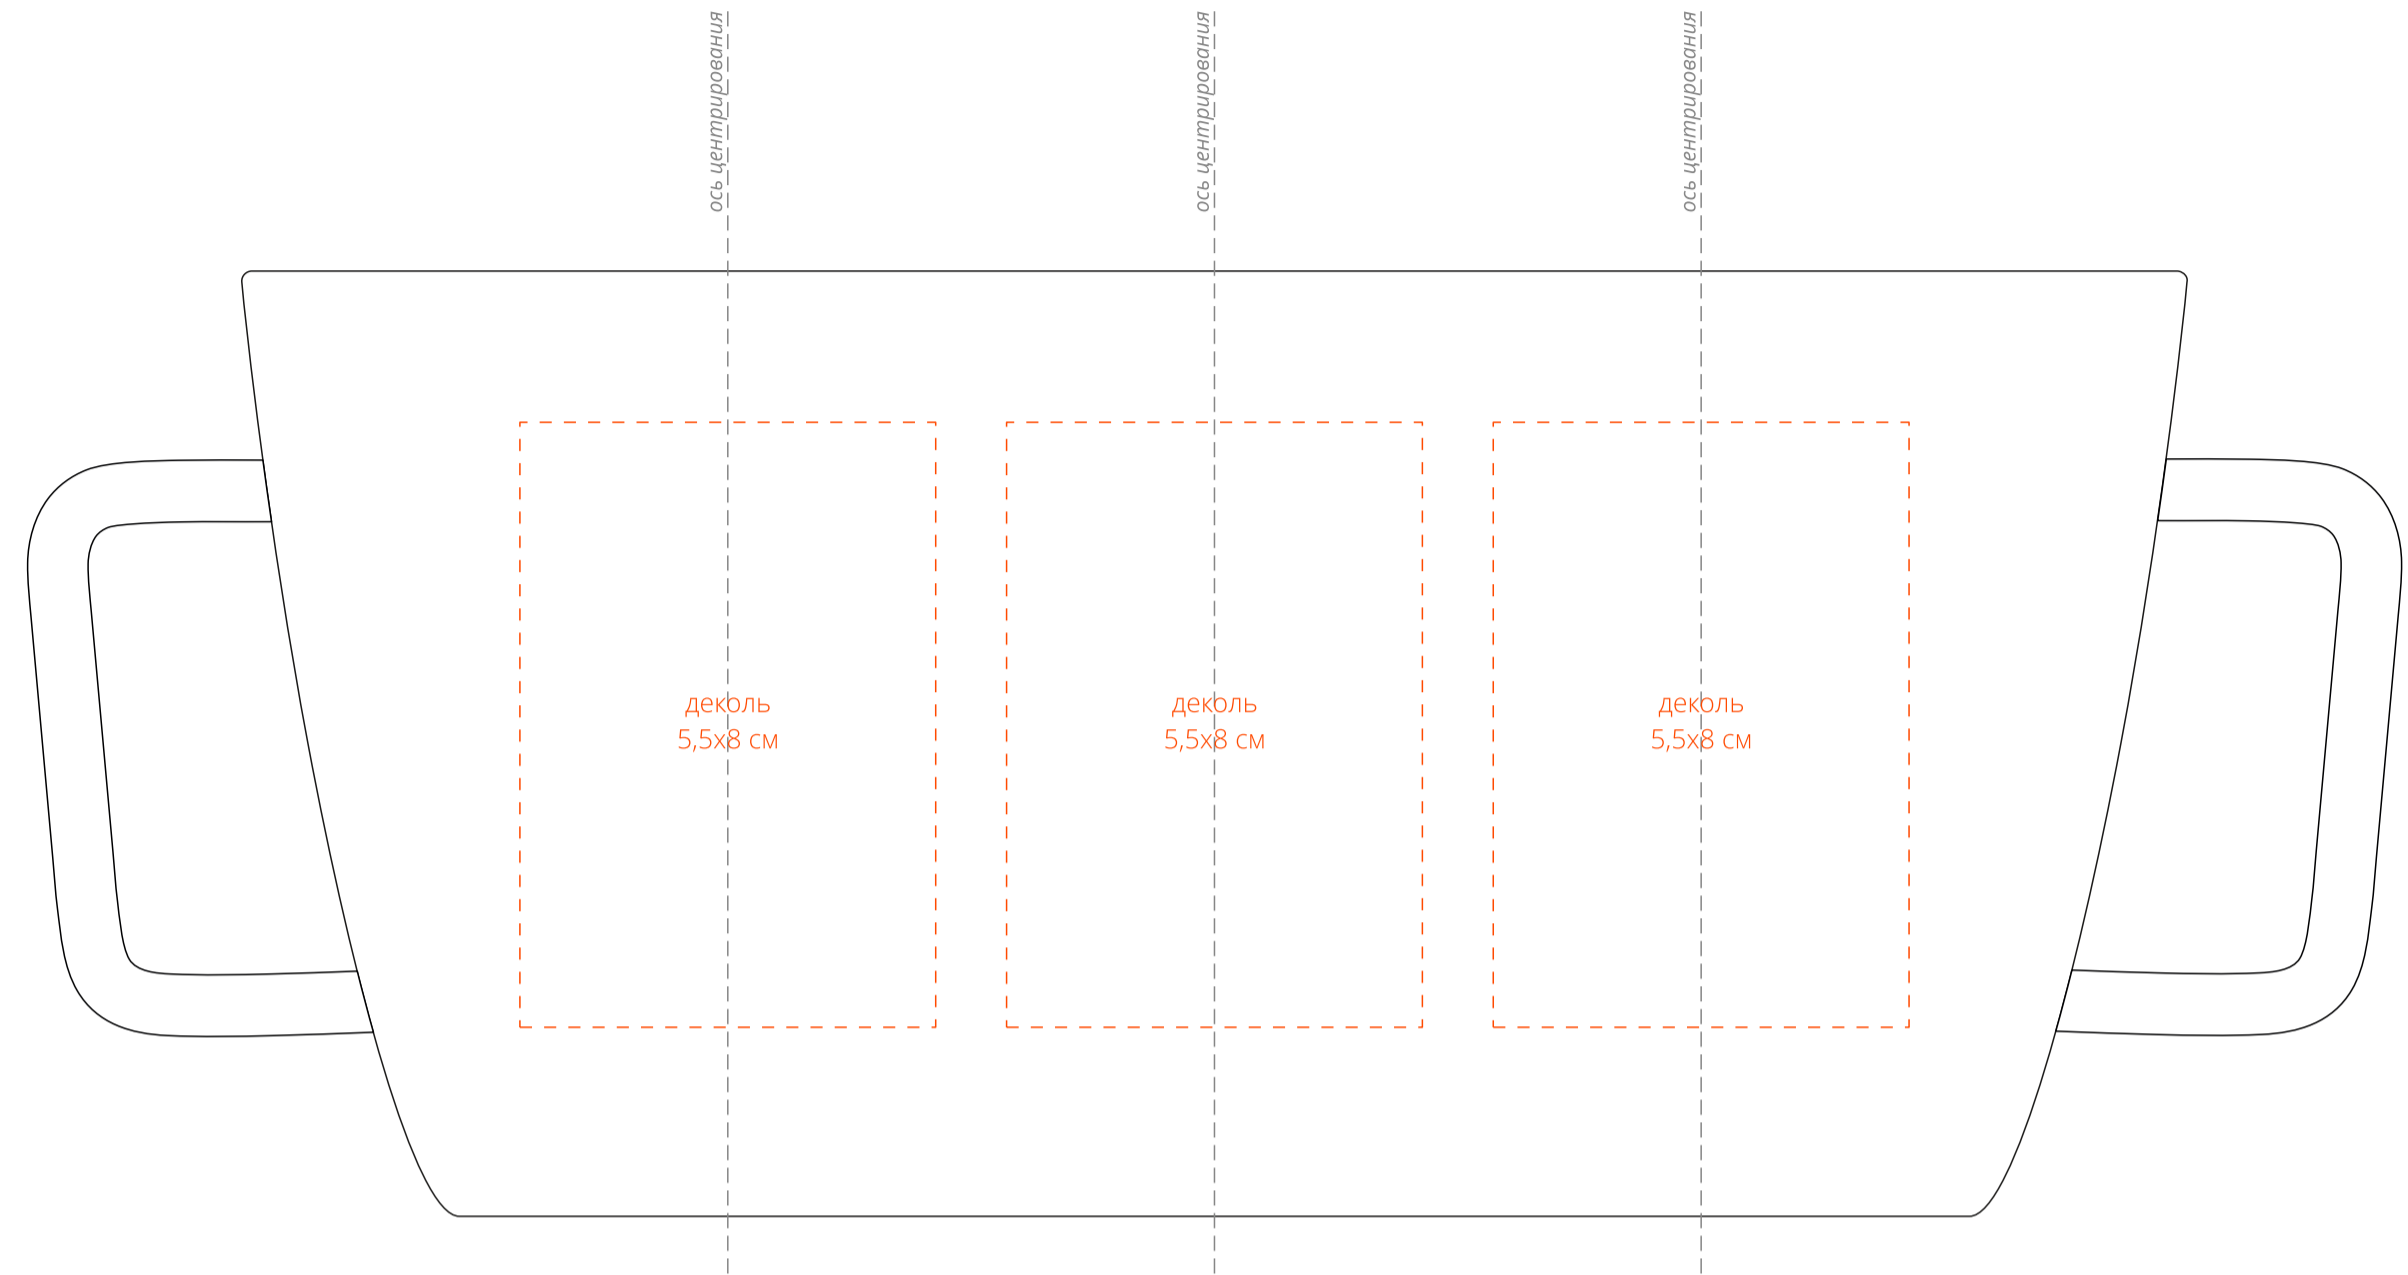 ось центрирования
ось центрирования
ось центрирования
деколь
5,5х8 см
деколь
5,5х8 см
деколь
5,5х8 см